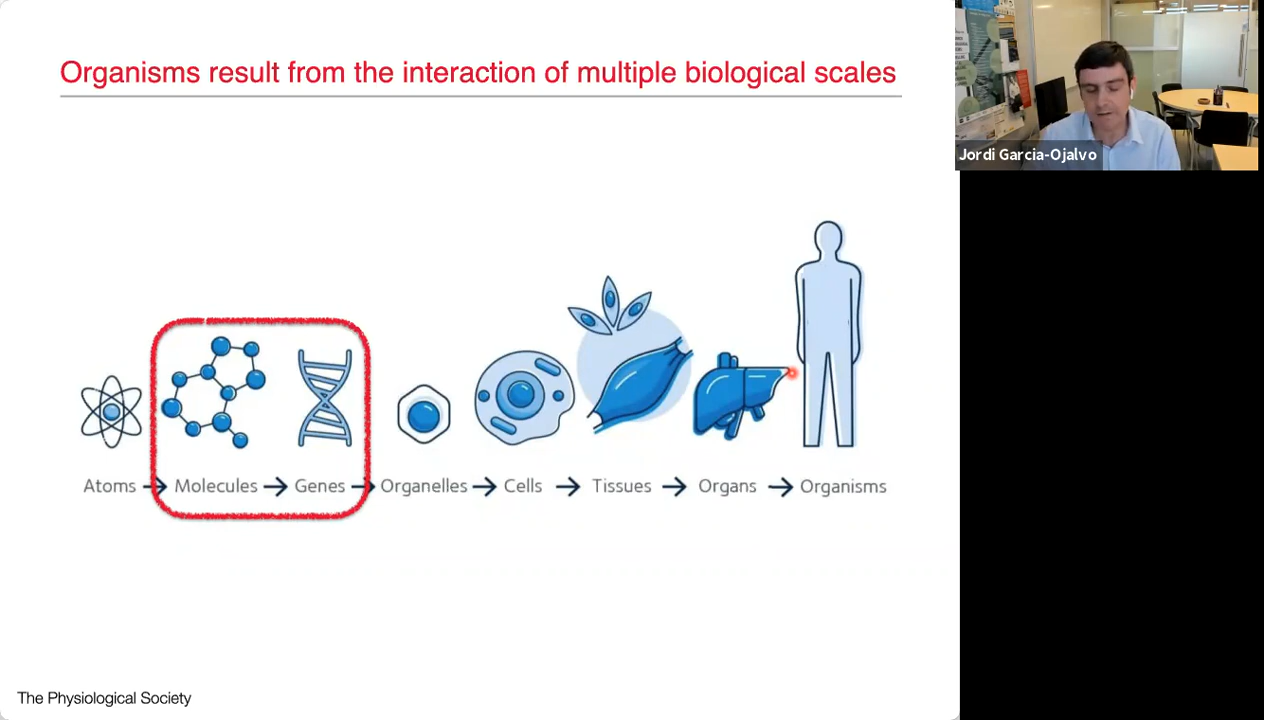 Organisms result from the interaction of multiple biological scales
Jordi Garcia-Ojalvo
Atoms → Molecules → Genes → Organelles → Cells → Tissues → Organs → Organisms
The Physiological Society